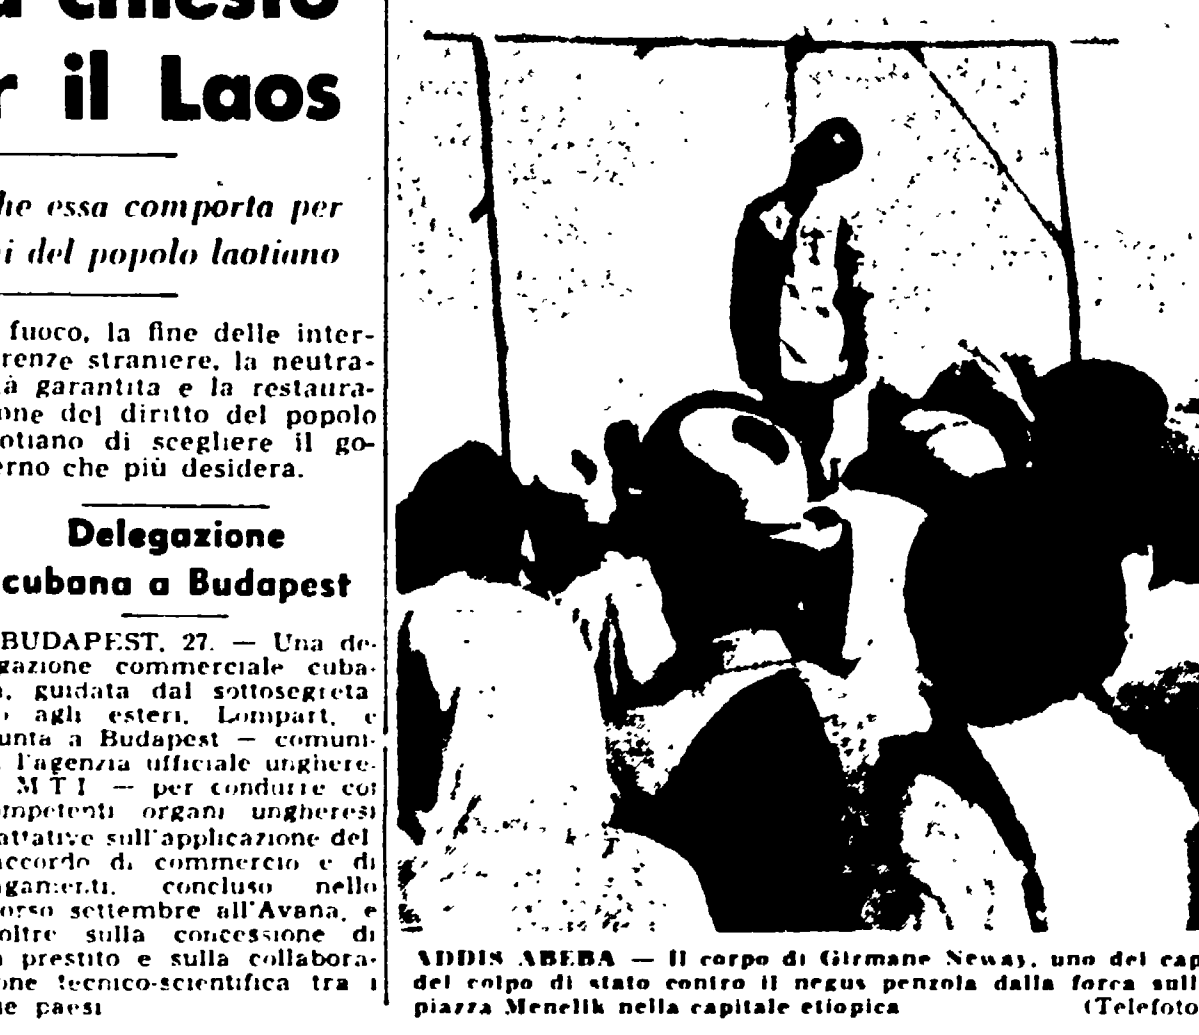 chiesto
r il Laos
he essa comporta per
ni del popolo laotiano
fuoco, la fine delle inter-
renze straniere, la neutra-
à garantita e la restaura-
one del diritto del popolo
otiano di scegliere il go-
erno che più desidera.
Delegazione
cubana a Budapest
BUDAPEST, 27. — Una de-
gazione commerciale cuba-
, guidata dal sottosegreta
agli esteri, Lompart, e
unta a Budapest — comuni-
l'agenzia ufficiale unghere-
MTI — per condurre coi
ompetenti organi ungheresi
attative sull'applicazione del
accordo di commercio e di
agamenti, concluso nello
orso settembre all'Avana, e
oltre sulla concessione di
prestito e sulla collabora-
one tecnico-scientifica tra i
e paesi
ADDIS ABEBA — Il corpo di Girmane Neway, uno dei cap
del colpo di stato contro il negus penzola dalla forca sull
piazza Menelik nella capitale etiopica (Telefoto